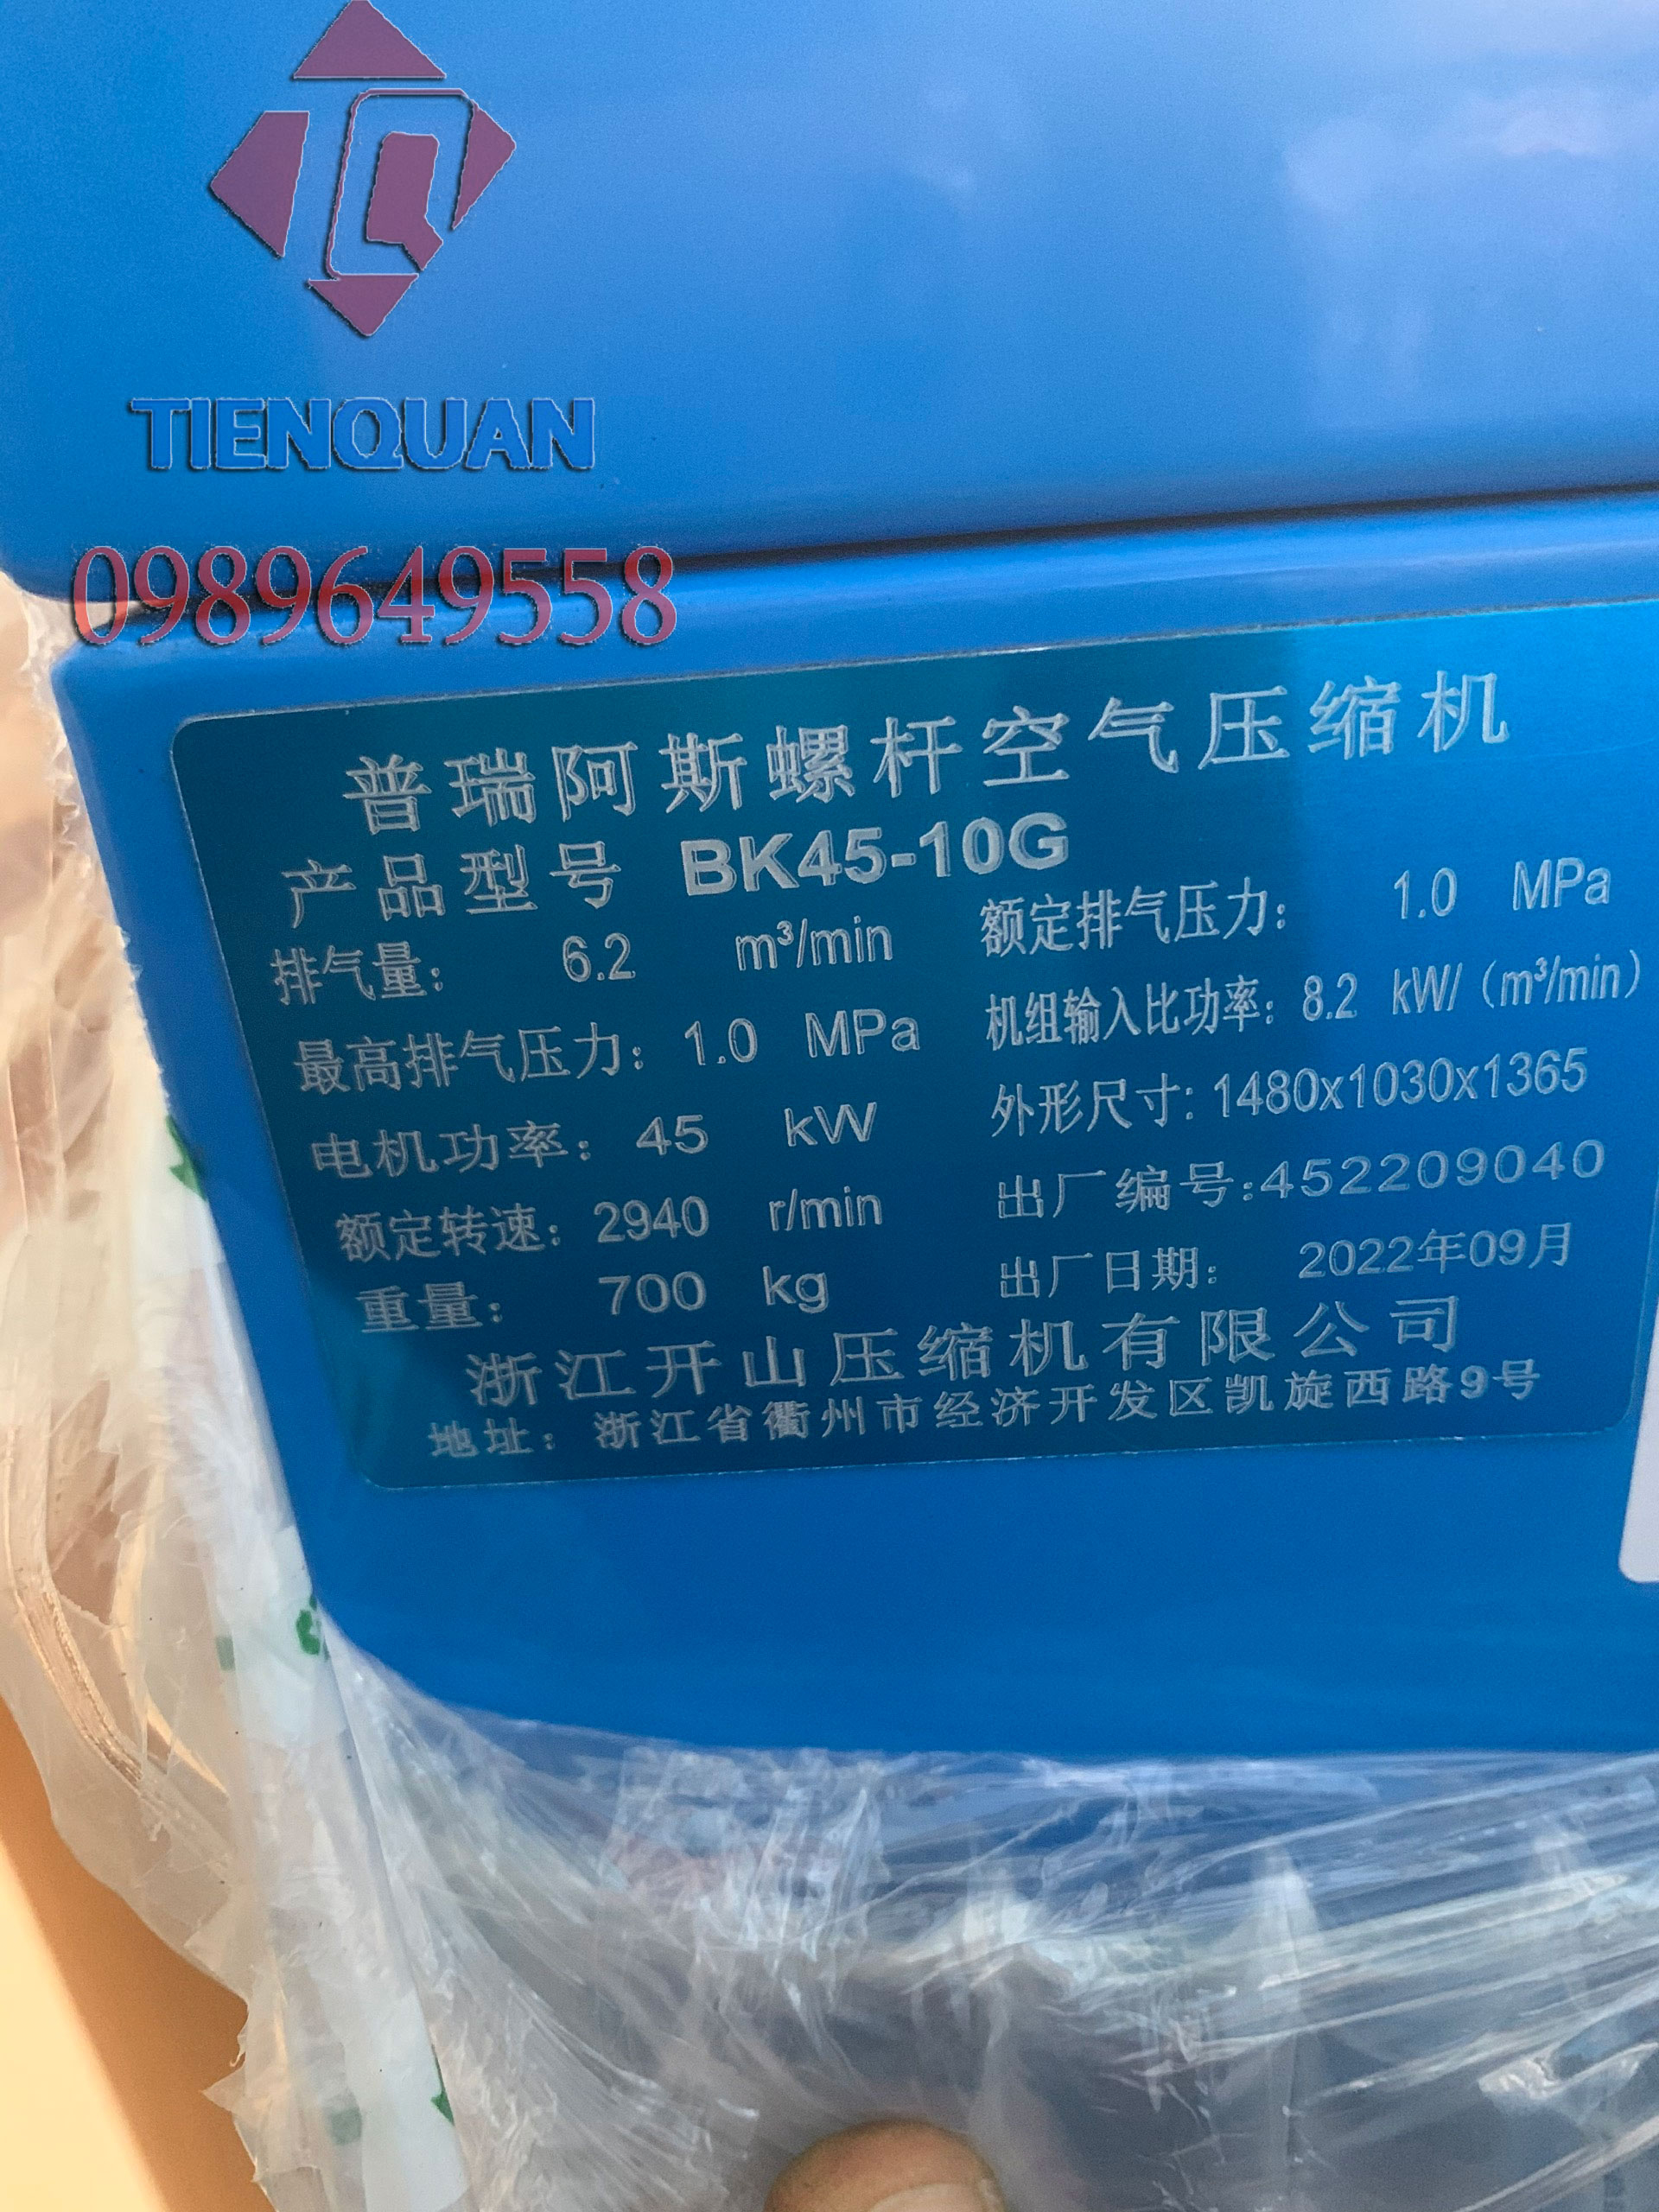 TIENQUAN
0989649558
普瑞阿斯螺杆空气压缩机
产品型号 BK45-10G
排气量: 6.2 m³/min 额定排气压力: 1.0 MPa
最高排气压力: 1.0 MPa 机组输入比功率: 8.2 kW/(m³/min)
电机功率: 45 kW 外形尺寸: 1480x1030x1365
额定转速: 2940 r/min 出厂编号:452209040
重量: 700 kg 出厂日期: 2022年09月
浙江开山压缩机有限公司
地址: 浙江省衢州市经济开发区凯旋西路9号